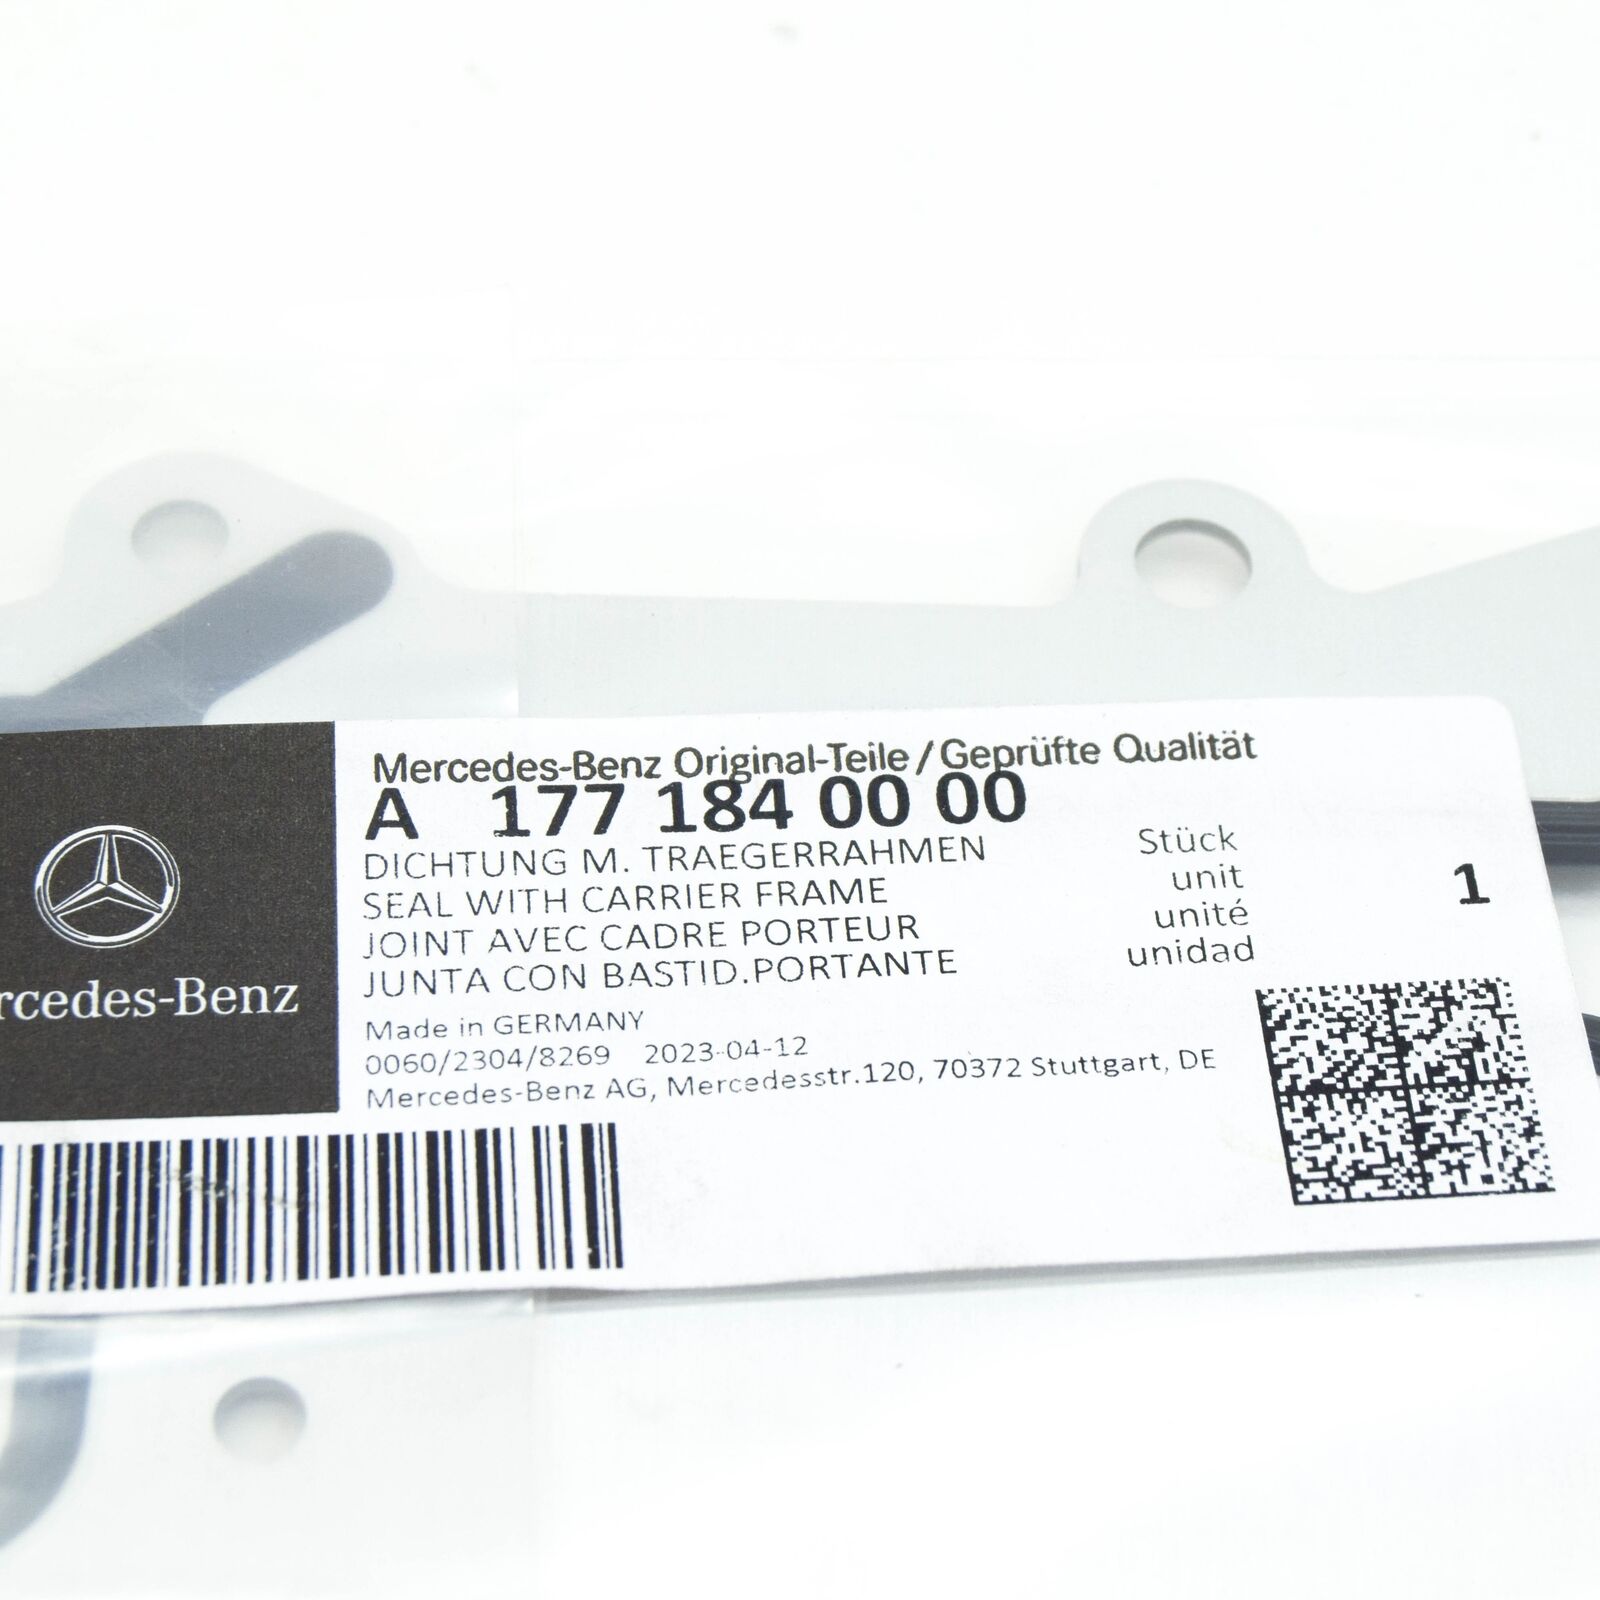 Mercedes-Benz Original-Teile / Geprüfte Qualität
A 177 184 00 00
DICHTUNG M. TRAEGERRAHMEN
SEAL WITH CARRIER FRAME
JOINT AVEC CADRE PORTEUR
JUNTA CON BASTID.PORTANTE
Stück
unit
unité
unidad
1
rcedes-Benz
Made in GERMANY
0060/2304/8269 2023-04-12
Mercedes-Benz AG, Mercedesstr.120, 70372 Stuttgart, DE